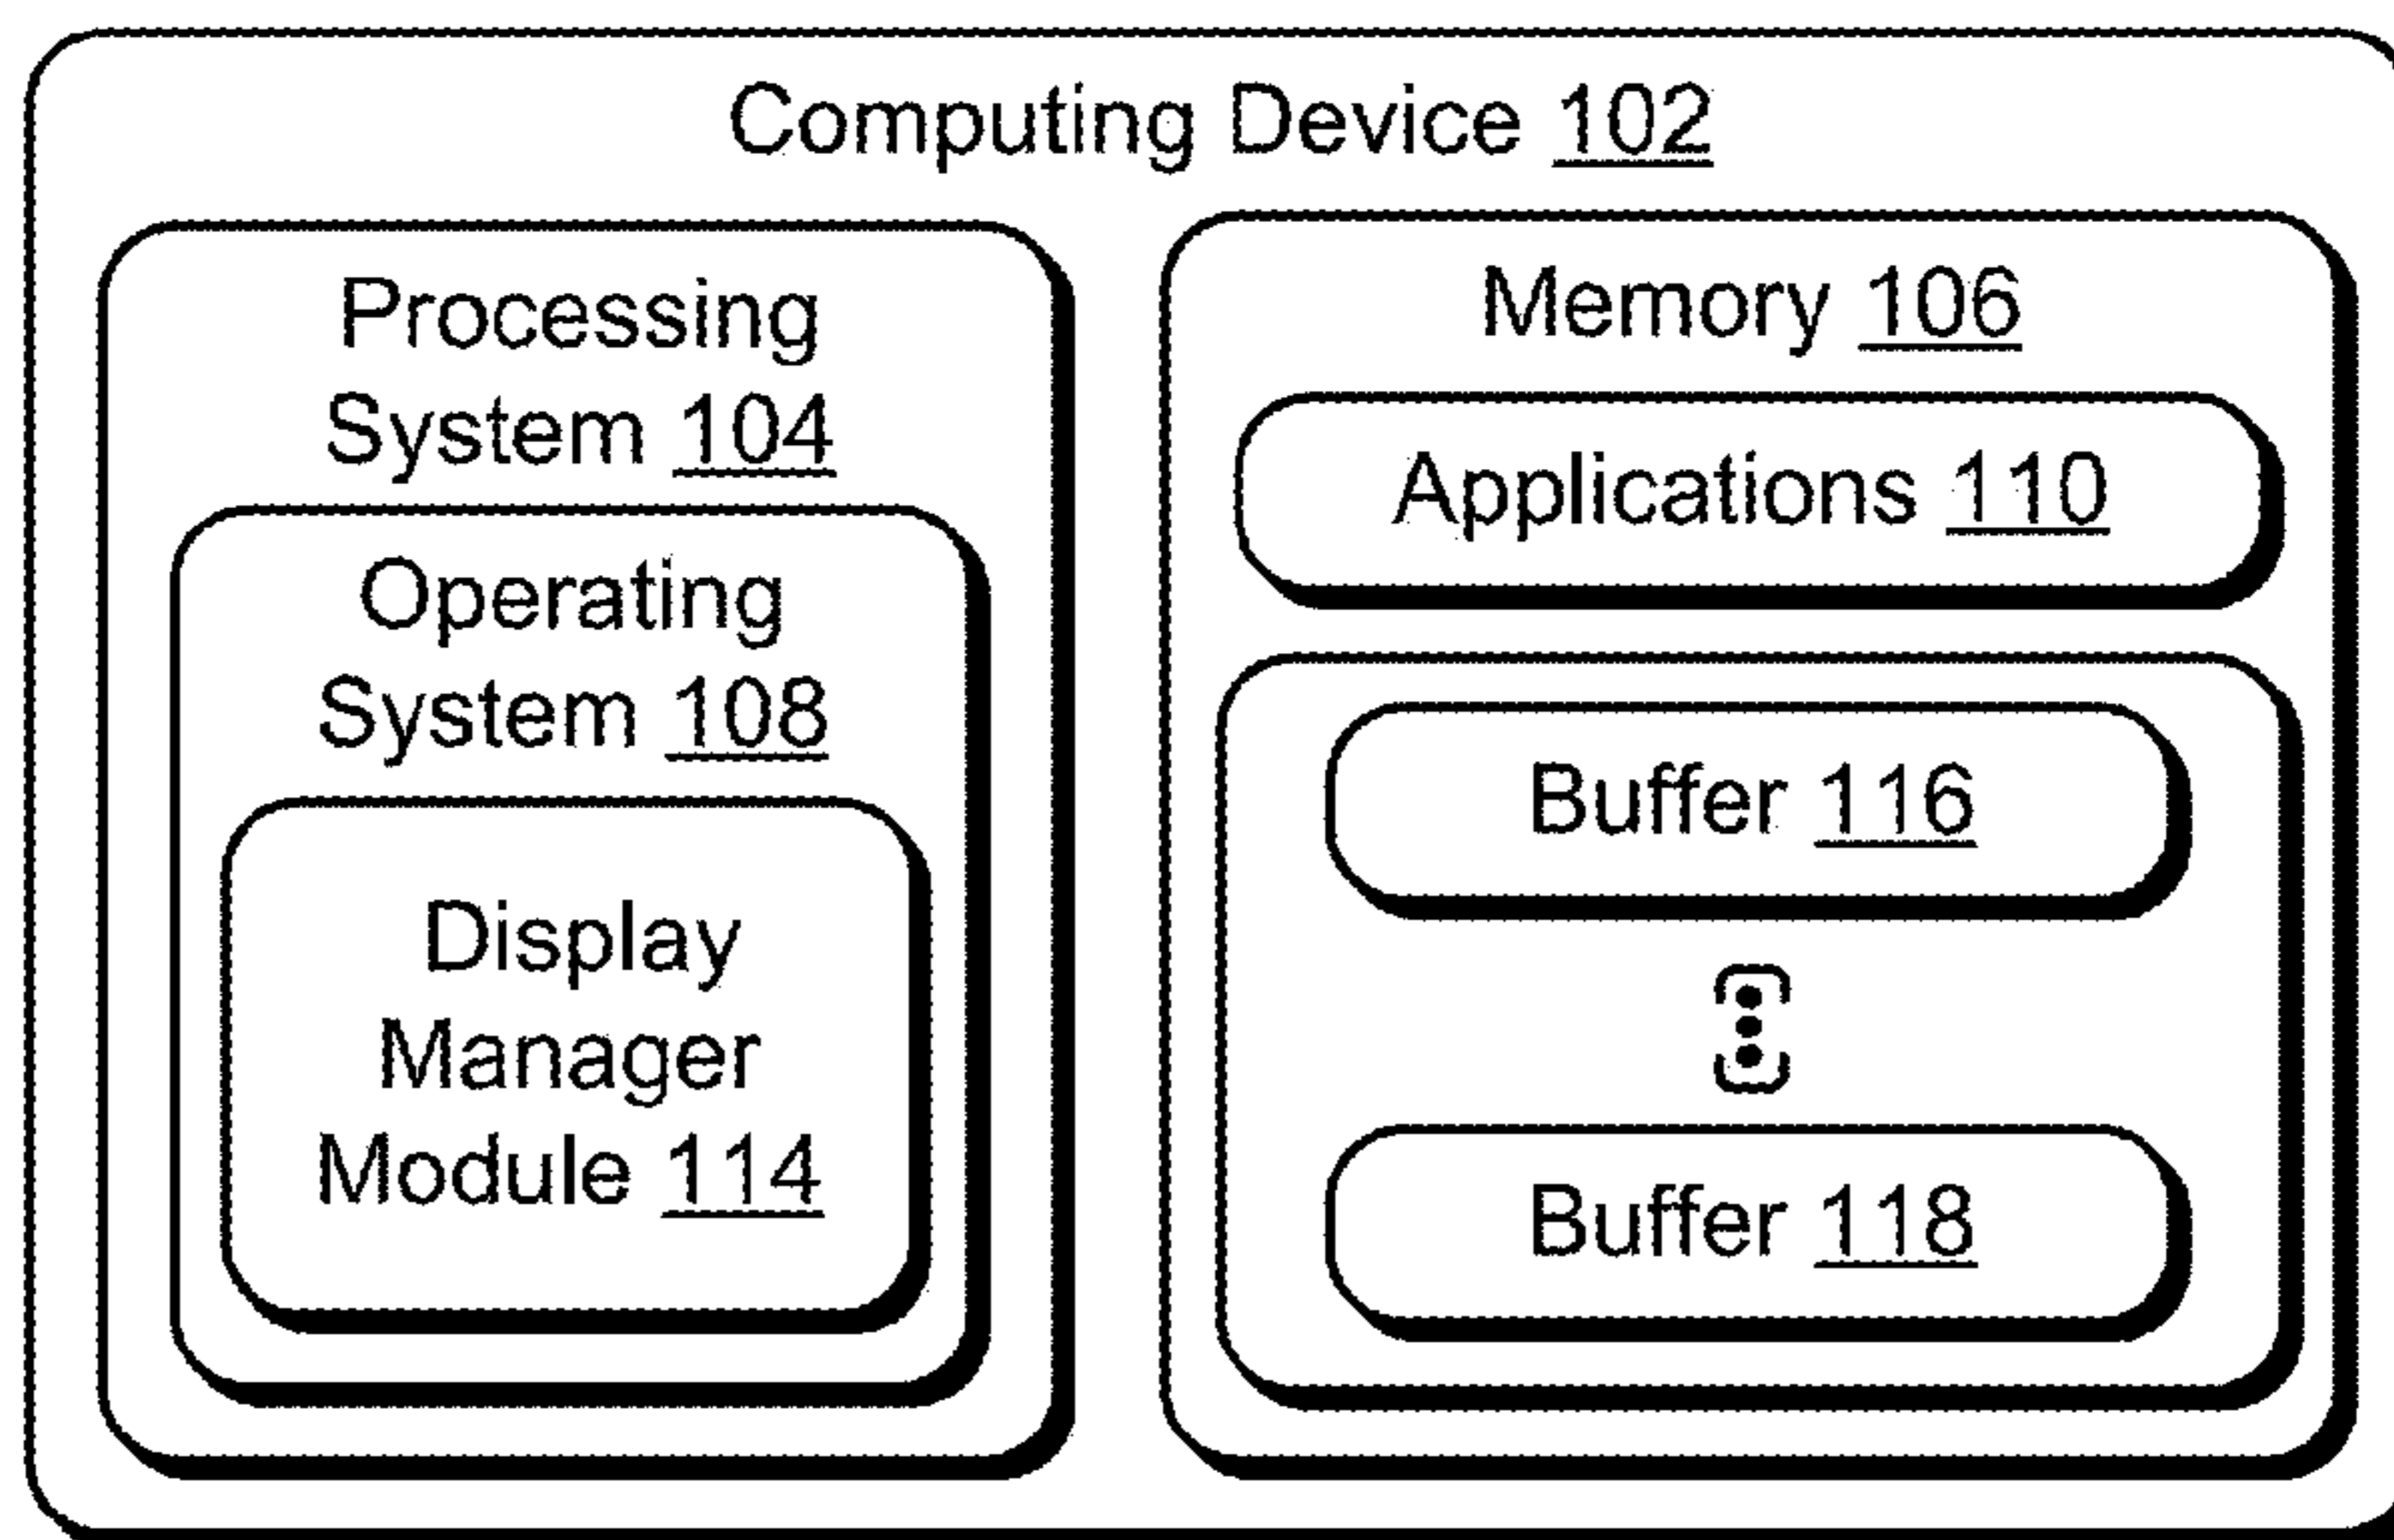 Computing Device 102
Processing
System 104
Operating
System 108
Display
Manager
Module 114
Memory 106
Applications 110
Buffer 116
Buffer 118